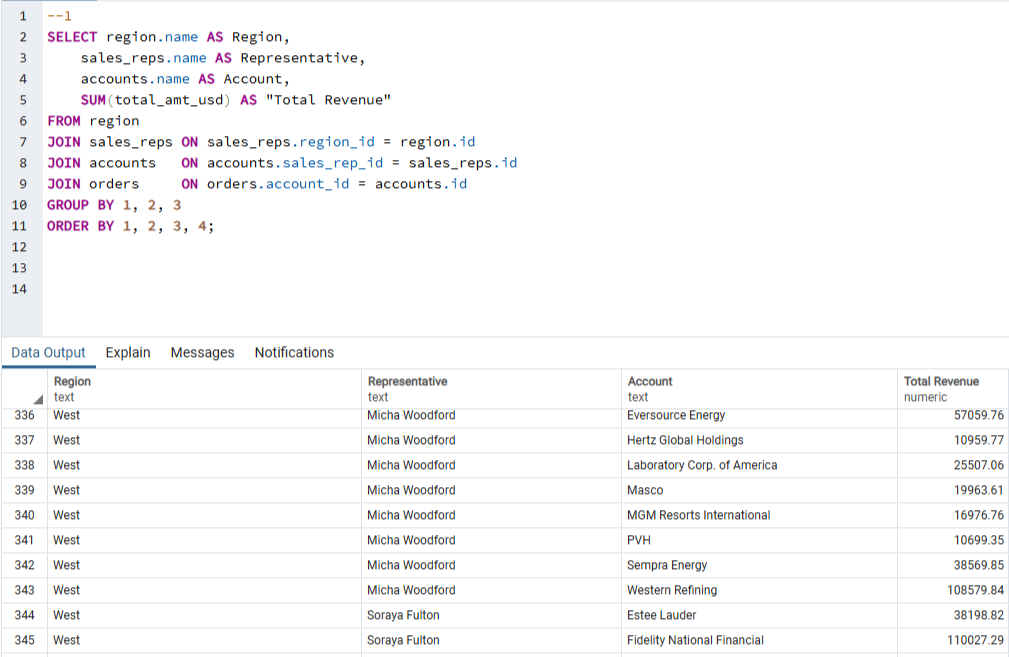 1 --1
2 SELECT region.name AS Region,
3 sales_reps.name AS Representative,
4 accounts.name AS Account,
5 SUM(total_amt_usd) AS "Total Revenue"
6 FROM region
7 JOIN sales_reps ON sales_reps.region_id = region.id
8 JOIN accounts ON accounts.sales_rep_id = sales_reps.id
9 JOIN orders ON orders.account_id = accounts.id
10 GROUP BY 1, 2, 3
11 ORDER BY 1, 2, 3, 4;
12
13
14
Data Output Explain Messages Notifications
Region Representative Account Total Revenue
text text text numeric
336 West Micha Woodford Eversource Energy 57059.76
337 West Micha Woodford Hertz Global Holdings 10959.77
338 West Micha Woodford Laboratory Corp. of America 25507.06
339 West Micha Woodford Masco 19963.61
340 West Micha Woodford MGM Resorts International 16976.76
341 West Micha Woodford PVH 10699.35
342 West Micha Woodford Sempra Energy 38569.85
343 West Micha Woodford Western Refining 108579.84
344 West Soraya Fulton Estee Lauder 38198.82
345 West Soraya Fulton Fidelity National Financial 110027.29